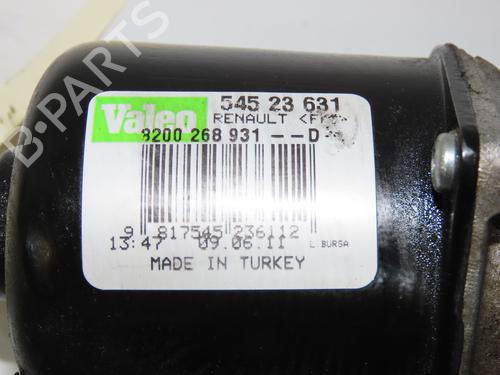 Valeo
545 23 631
RENAULT
8200 268 931 --D
9 817545 236112
13:47 09.06.11 L.BURSA
MADE IN TURKEY